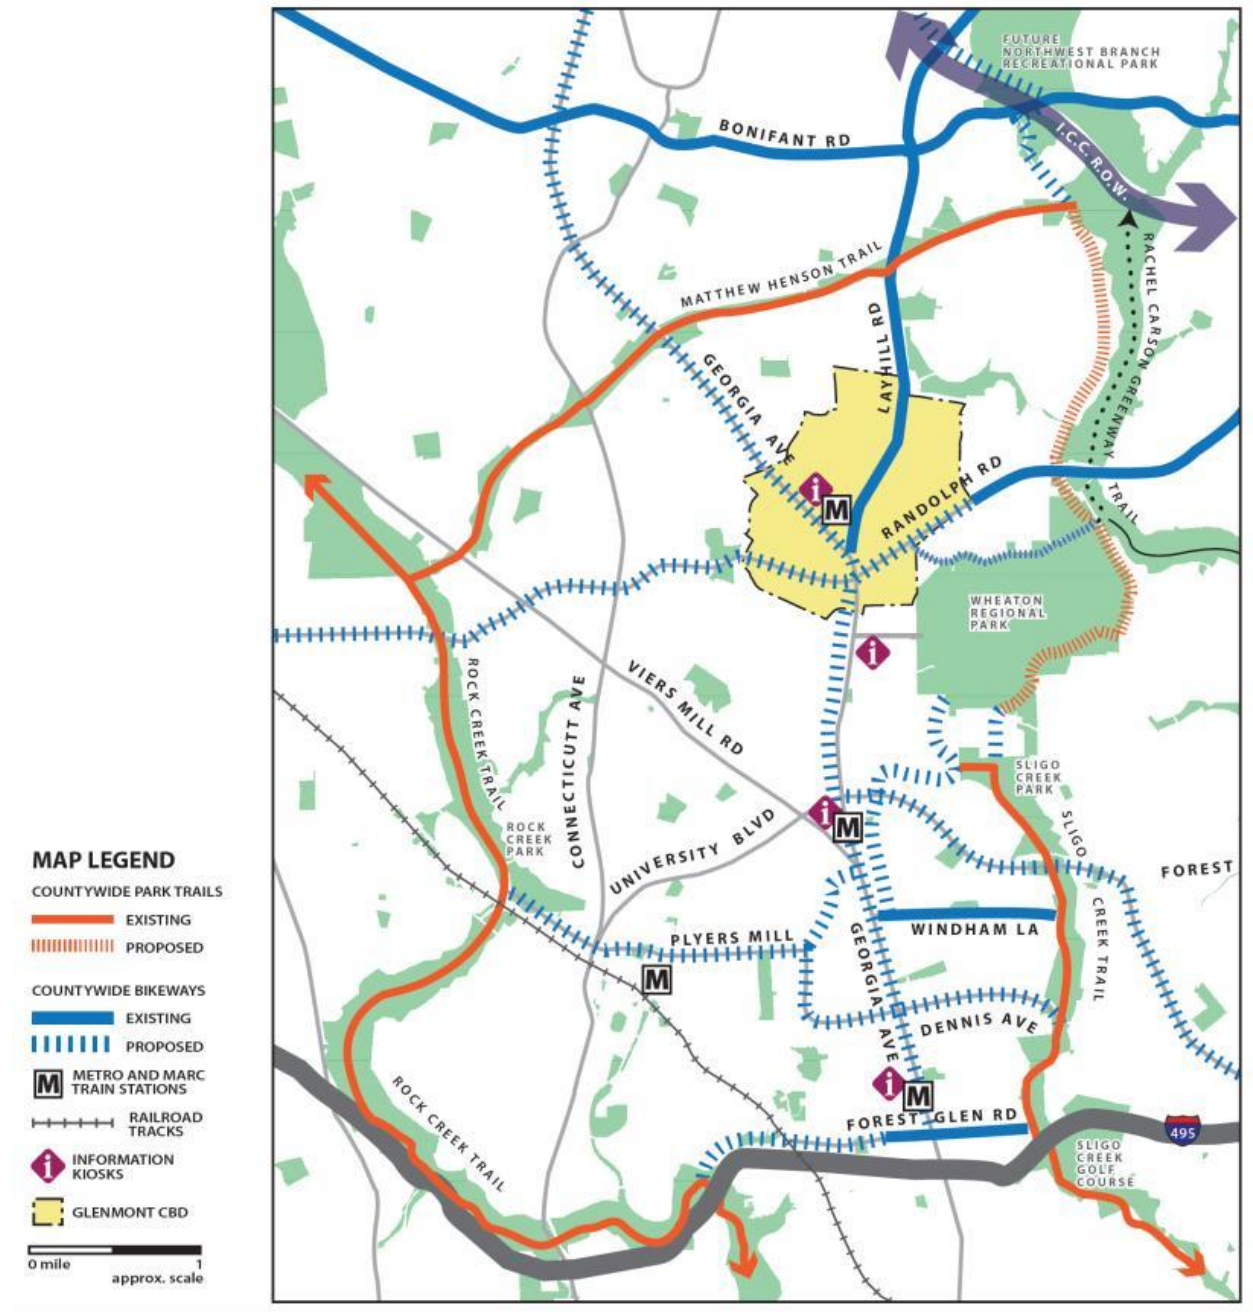 FUTURE
NORTHWEST BRANCH
RECREATIONAL PARK
BONIFANT RD
I.C.C. R.O.W.
MATTHEW HENSON TRAIL
RACHEL CARSON GREENWAY TRAIL
LAYHILL RD
GEORGIA AVE
i
M
RANDOLPH RD
WHEATON
REGIONAL
PARK
i
ROCK CREEK TRAIL
VIERS MILL RD
CONNECTICUTT AVE
SLIGO
CREEK
PARK
i
M
UNIVERSITY BLVD
ROCK
CREEK
PARK
SLIGO CREEK TRAIL
FOREST
PLYERS MILL
WINDHAM LA
M
GEORGIA AVE
DENNIS AVE
i
M
ROCK CREEK TRAIL
FOREST GLEN RD
495
SLIGO
CREEK
GOLF
COURSE
MAP LEGEND
COUNTYWIDE PARK TRAILS
EXISTING
PROPOSED
COUNTYWIDE BIKEWAYS
EXISTING
PROPOSED
M METRO AND MARC
TRAIN STATIONS
RAILROAD
TRACKS
i INFORMATION
KIOSKS
GLENMONT CBD
0 mile 1
approx. scale